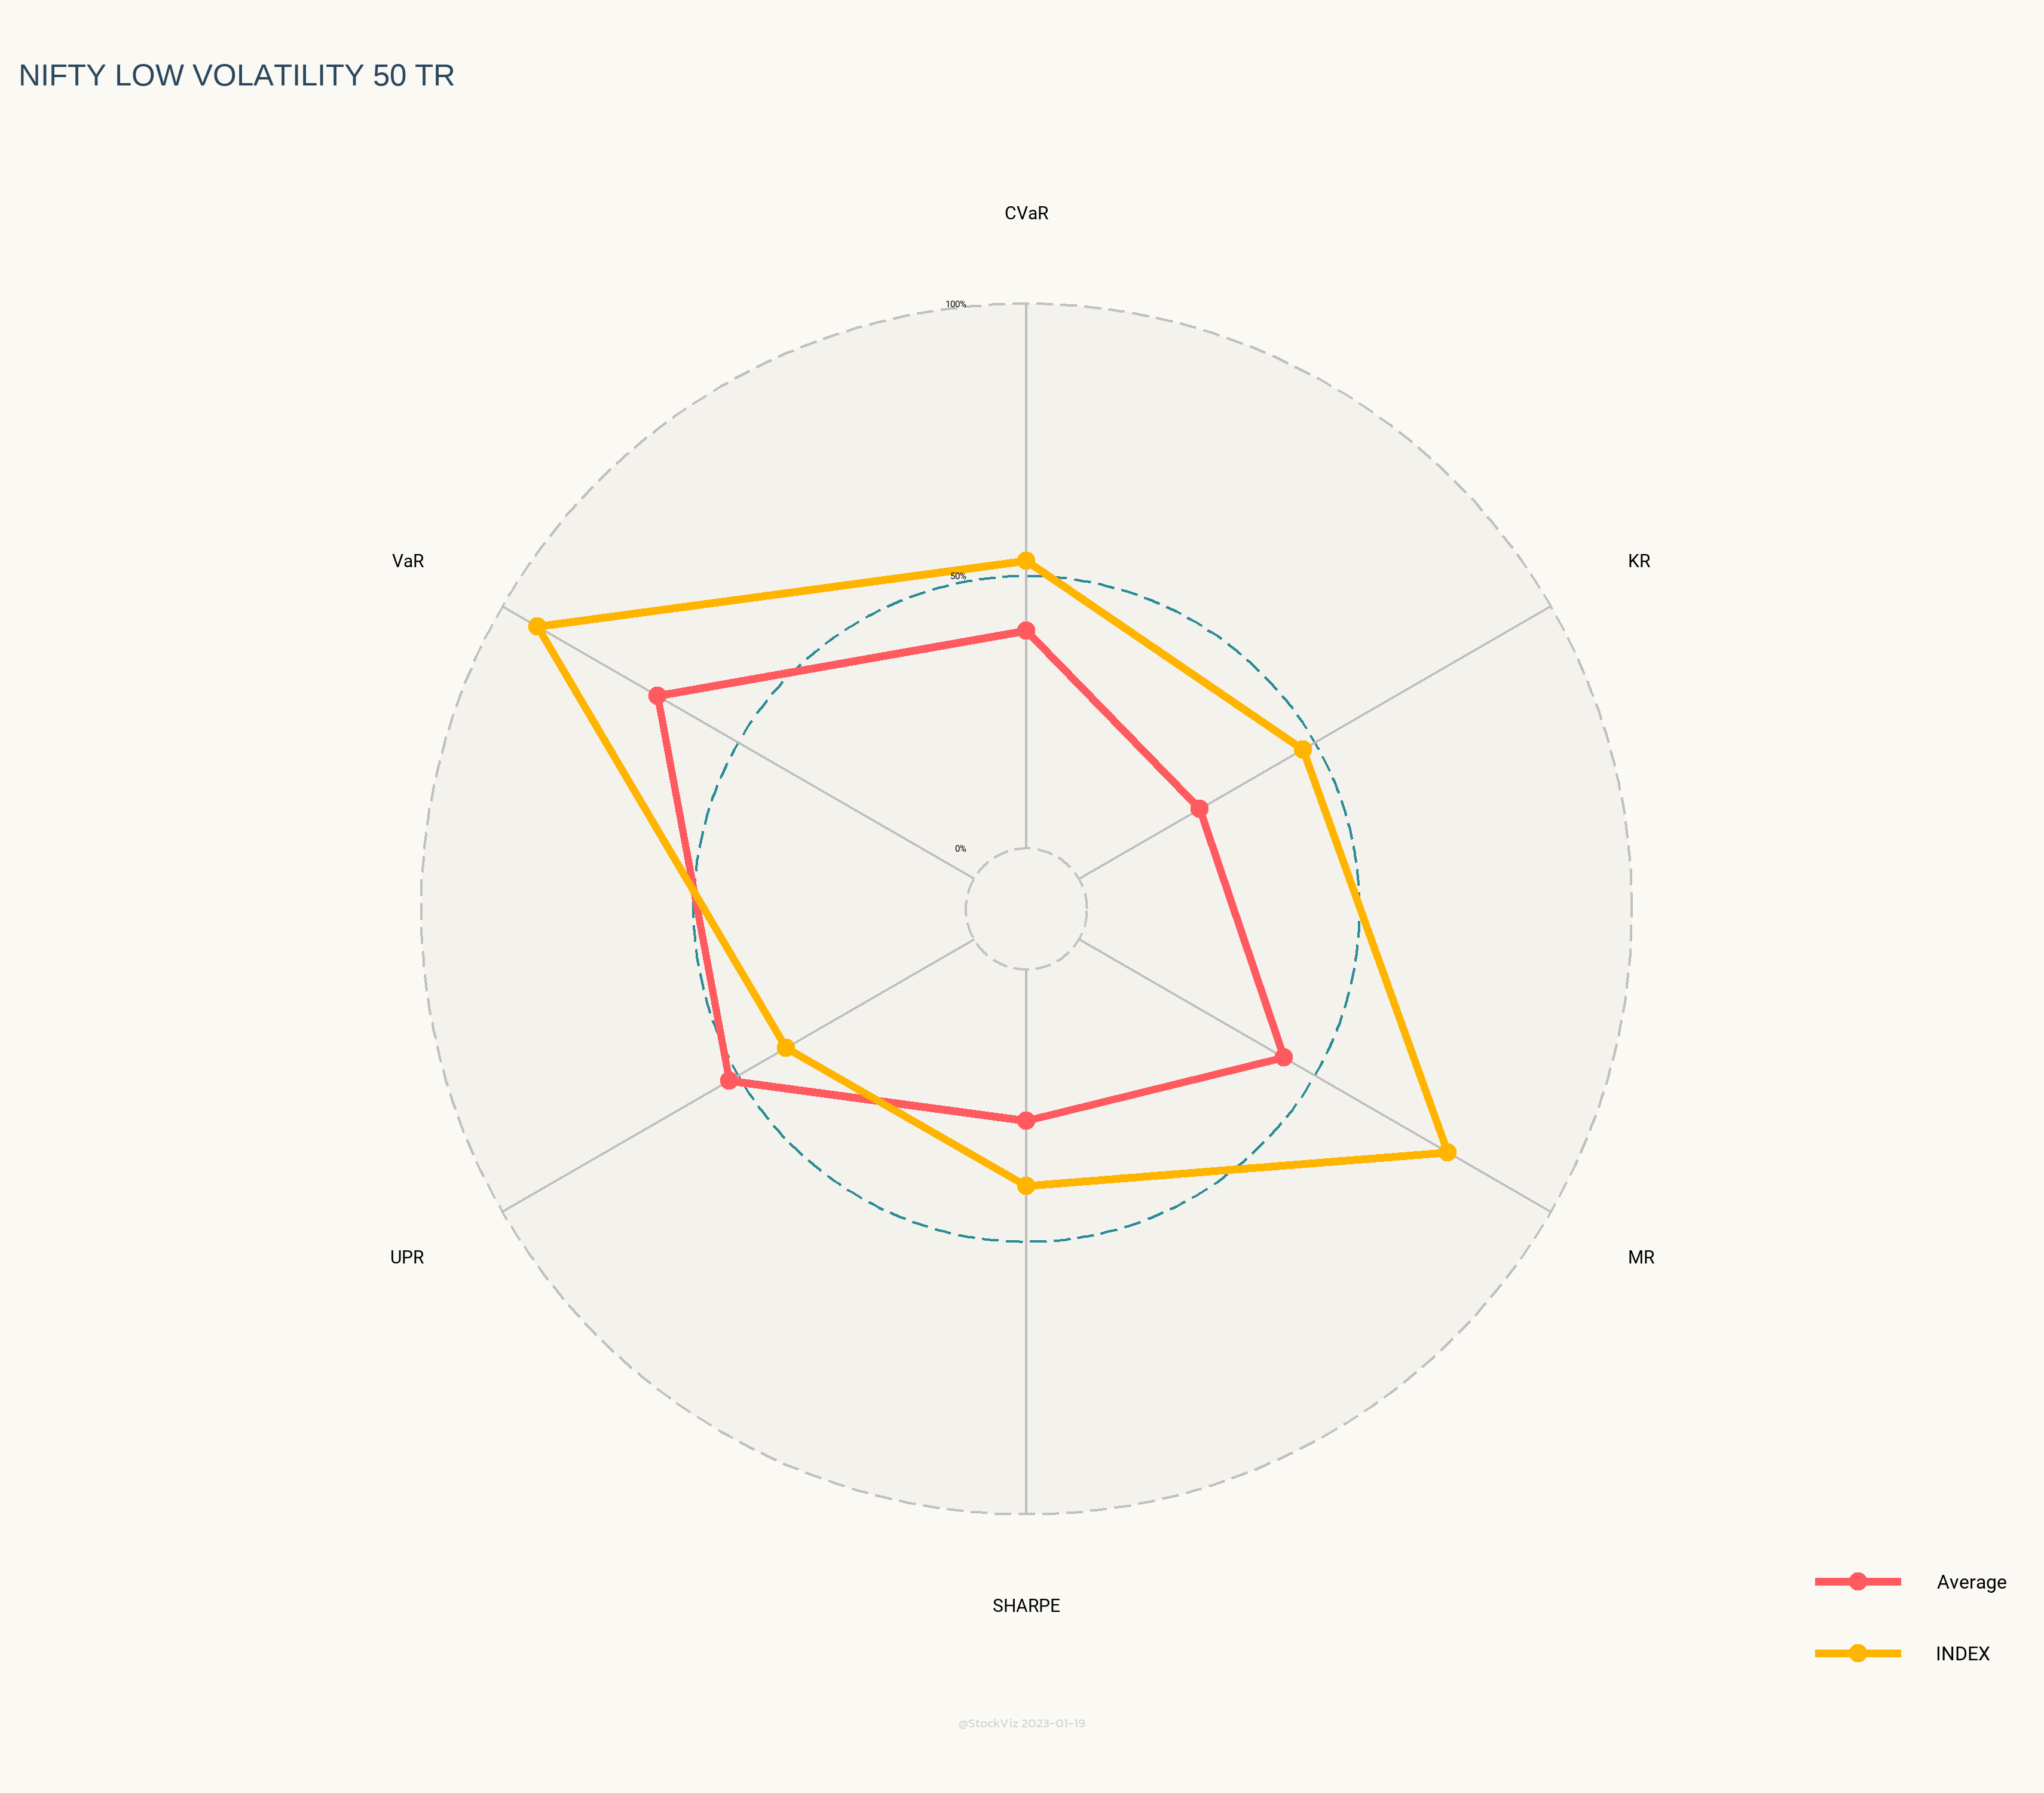 NIFTY LOW VOLATILITY 50 TR
CVaR
100%
VaR
KR
50%
0%
UPR
MR
SHARPE
Average
INDEX
@StockViz 2023-01-19